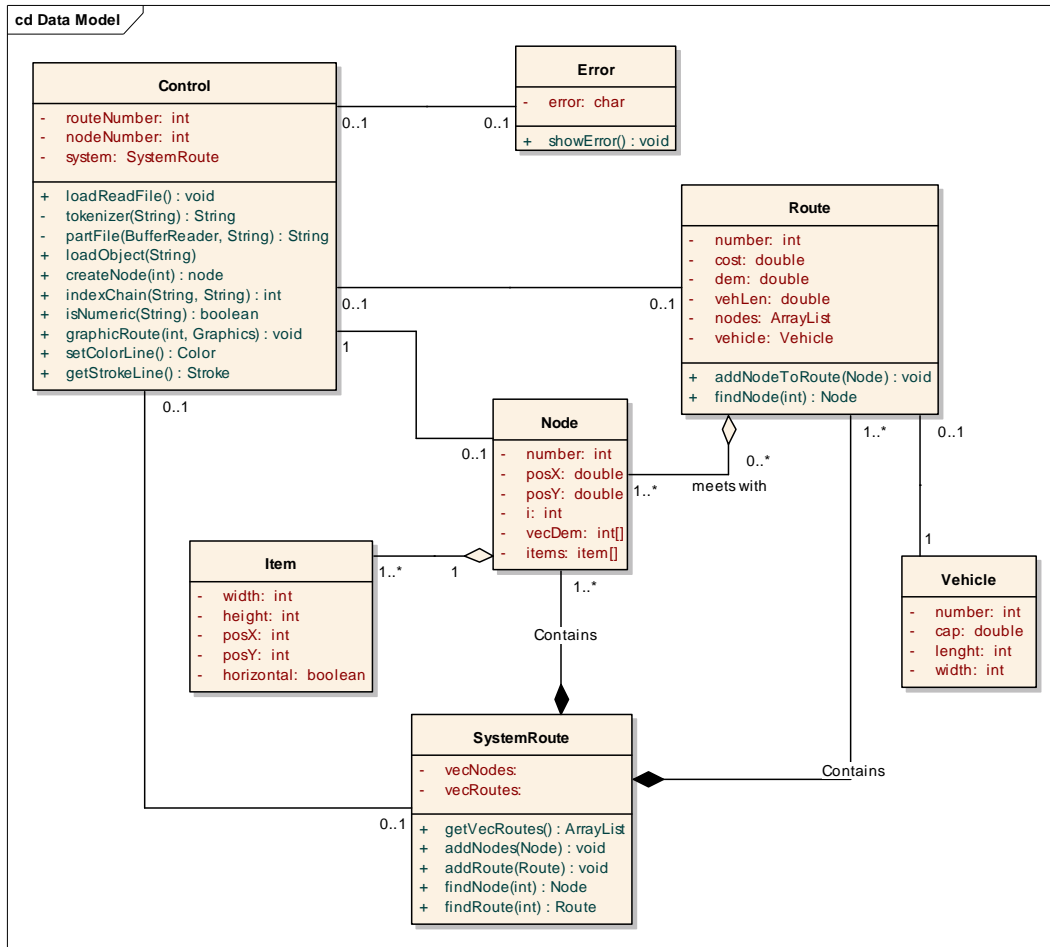 cd Data Model
Control
- routeNumber: int
- nodeNumber: int
- system: SystemRoute
+ loadReadFile() : void
- tokenizer(String) : String
- partFile(BufferReader, String) : String
+ loadObject(String)
+ createNode(int) : node
+ indexChain(String, String) : int
+ isNumeric(String) : boolean
+ graphicRoute(int, Graphics) : void
+ setColorLine() : Color
+ getStrokeLine() : Stroke
Error
- error: char
+ showError() : void
0..1
0..1
Route
- number: int
- cost: double
- dem: double
- vehLen: double
- nodes: ArrayList
- vehicle: Vehicle
+ addNodeToRoute(Node) : void
+ findNode(int) : Node
0..1
0..1
1
0..1
0..1
Node
- number: int
- posX: double
- posY: double
- i: int
- vecDem: int[]
- items: item[]
1..*
0..*
meets with
1..*
0..1
1
Item
- width: int
- height: int
- posX: int
- posY: int
- horizontal: boolean
1..*
1
Vehicle
- number: int
- cap: double
- lenght: int
- width: int
1..*
Contains
SystemRoute
- vecNodes:
- vecRoutes:
+ getVecRoutes() : ArrayList
+ addNodes(Node) : void
+ addRoute(Route) : void
+ findNode(int) : Node
+ findRoute(int) : Route
Contains
0..1